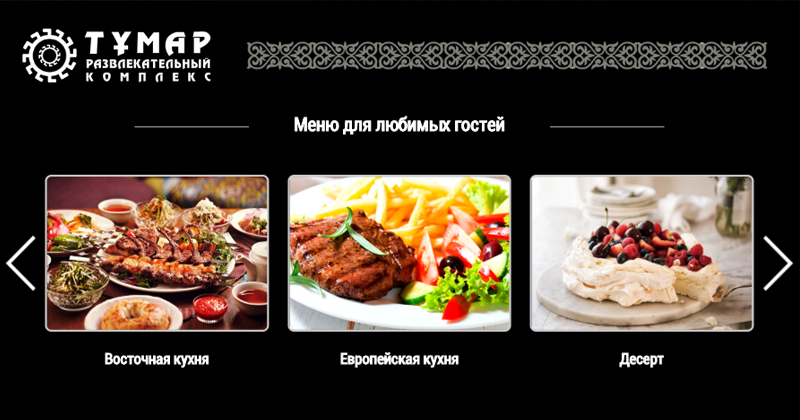 ТҰМАР
РАЗВЛЕКАТЕЛЬНЫЙ
КОМПЛЕКС
Меню для любимых гостей
Восточная кухня
Европейская кухня
Десерт